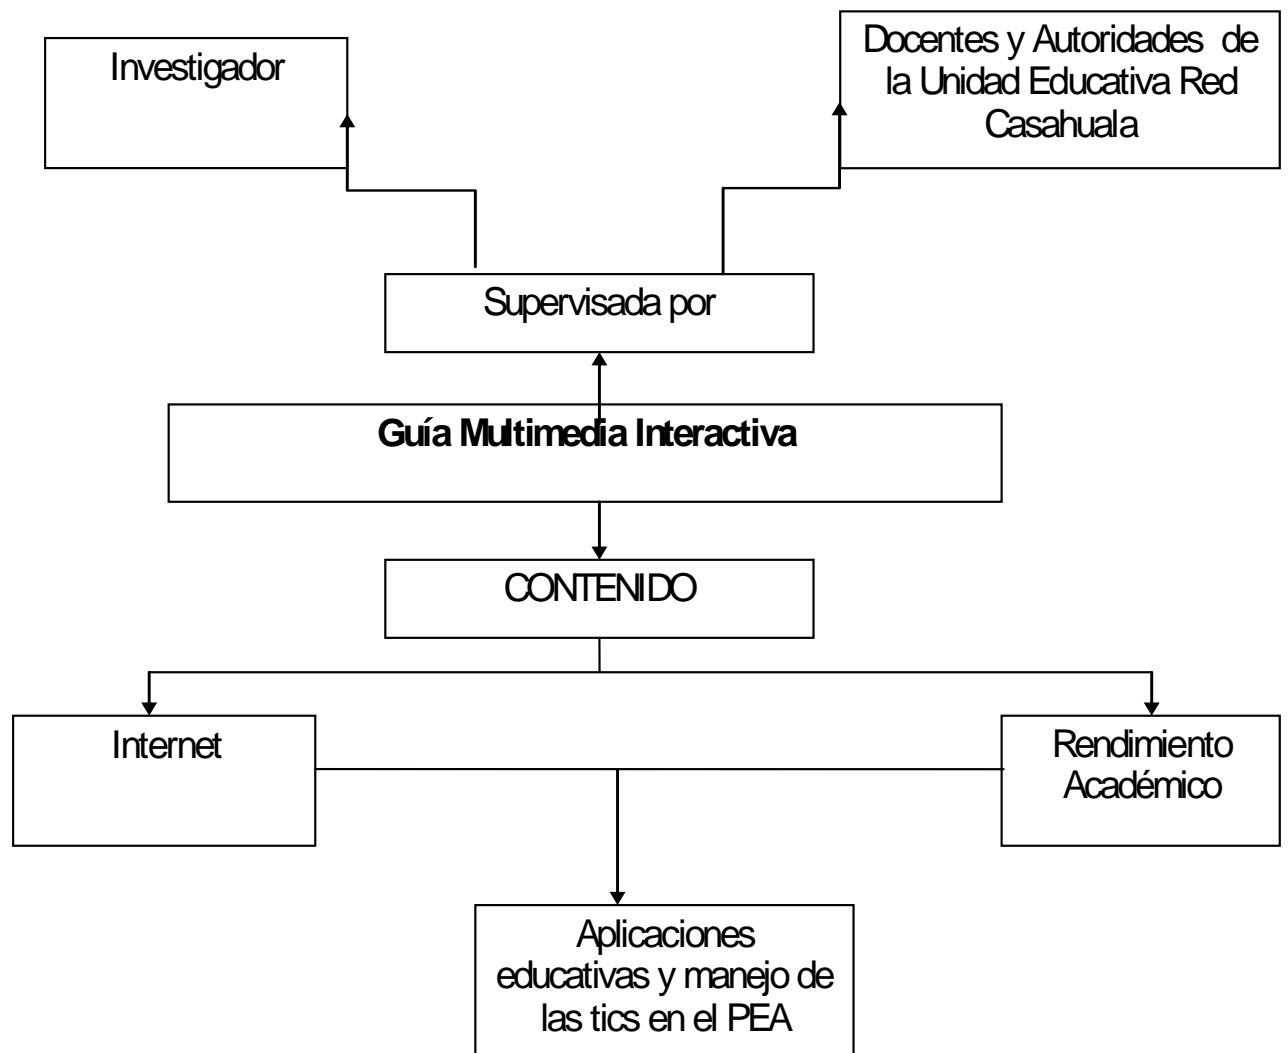 Investigador
Docentes y Autoridades de
la Unidad Educativa Red
Casahuala
Supervisada por
Guía Multimedia Interactiva
CONTENIDO
Internet
Rendimiento
Académico
Aplicaciones
educativas y manejo de
las tics en el PEA